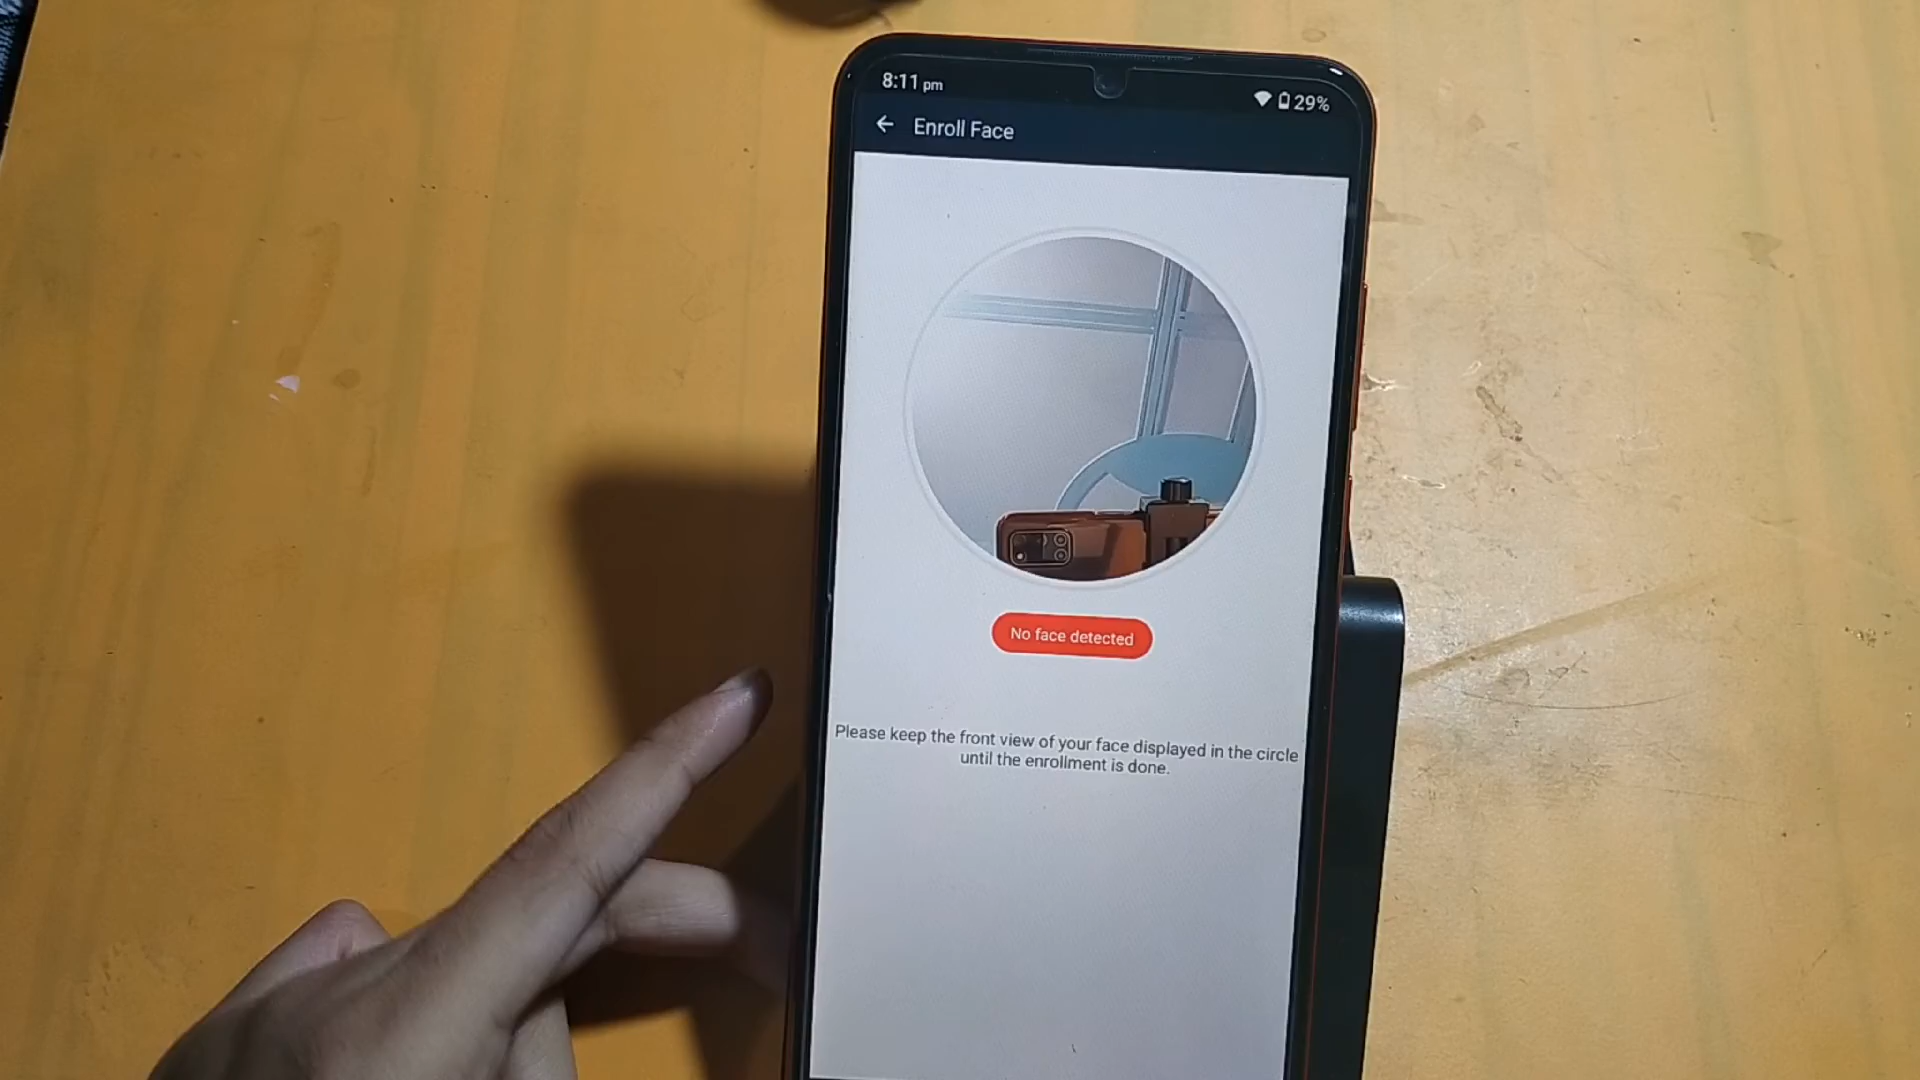 8:11 pm
29%
Enroll Face
No face detected
Please keep the front view of your face displayed in the circle
until the enrollment is done.